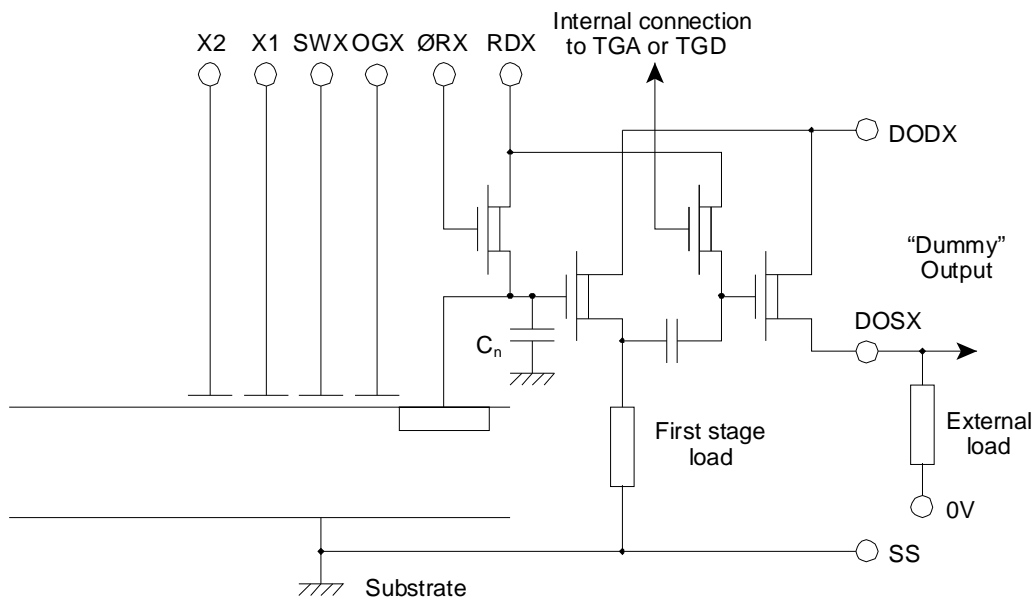 Internal connection
to TGA or TGD
X2 X1 SWX OGX ØRX RDX
DODX
“Dummy”
Output
DOSX
Cn
First stage
load
External
load
0V
SS
Substrate